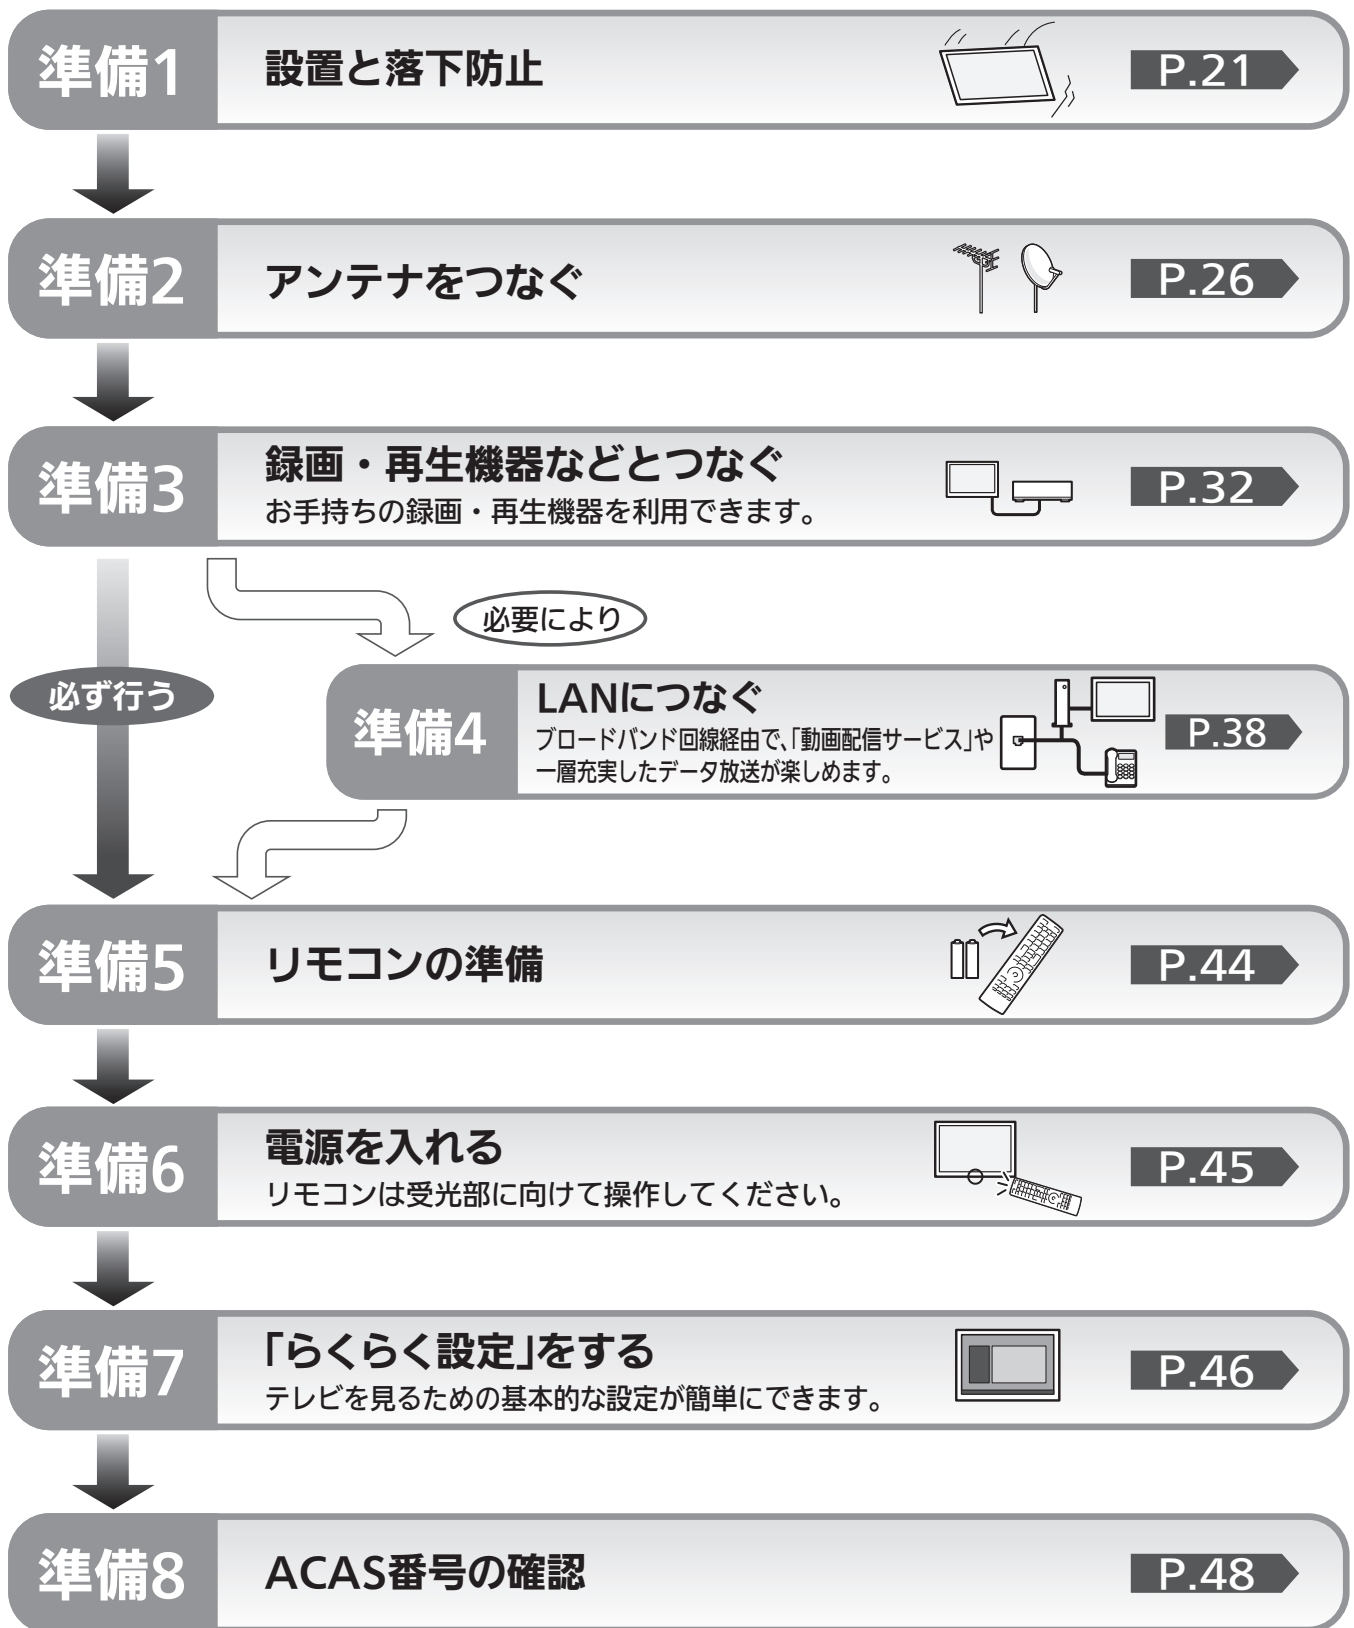 準備1
設置と落下防止
P.21
準備2
アンテナをつなぐ
P.26
準備3
録画・再生機器などとつなぐ
お手持ちの録画・再生機器を利用できます。
P.32
必要により
必ず行う
準備4
LANにつなぐ
ブロードバンド回線経由で、「動画配信サービス」や
一層充実したデータ放送が楽しめます。
P.38
準備5
リモコンの準備
P.44
準備6
電源を入れる
リモコンは受光部に向けて操作してください。
P.45
準備7
「らくらく設定」をする
テレビを見るための基本的な設定が簡単にできます。
P.46
準備8
ACAS番号の確認
P.48